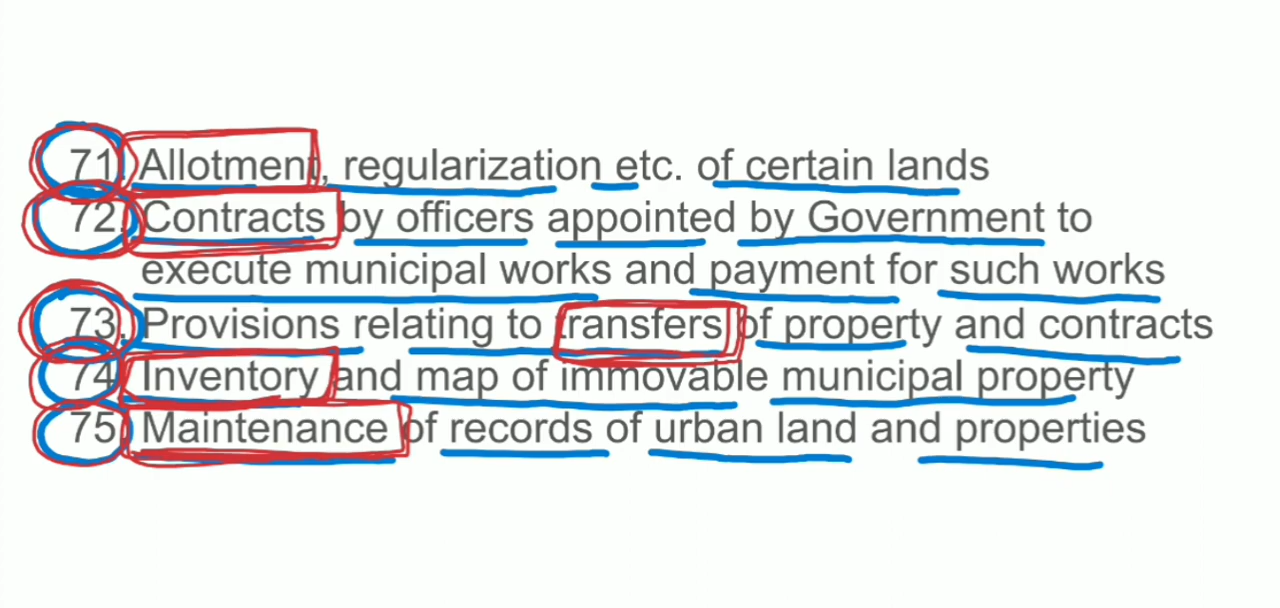 71. Allotment, regularization etc. of certain lands
72. Contracts by officers appointed by Government to
execute municipal works and payment for such works
73. Provisions relating to transfers of property and contracts
74. Inventory and map of immovable municipal property
75. Maintenance of records of urban land and properties